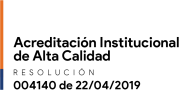 Acreditación Institucional
de Alta Calidad
RESOLUCIÓN
004140 de 22/04/2019